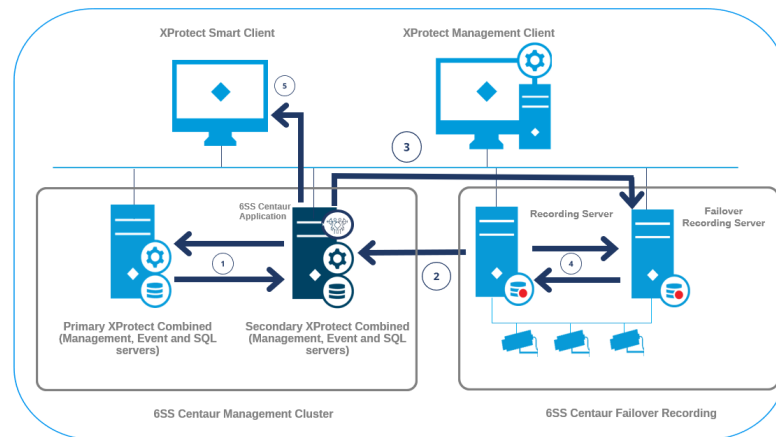 XProtect Smart Client
XProtect Management Client
5
3
6SS Centaur
Application
Recording Server
Failover
Recording Server
1
2
4
Primary XProtect Combined
(Management, Event and SQL
servers)
Secondary XProtect Combined
(Management, Event and SQL
servers)
6SS Centaur Management Cluster
6SS Centaur Failover Recording